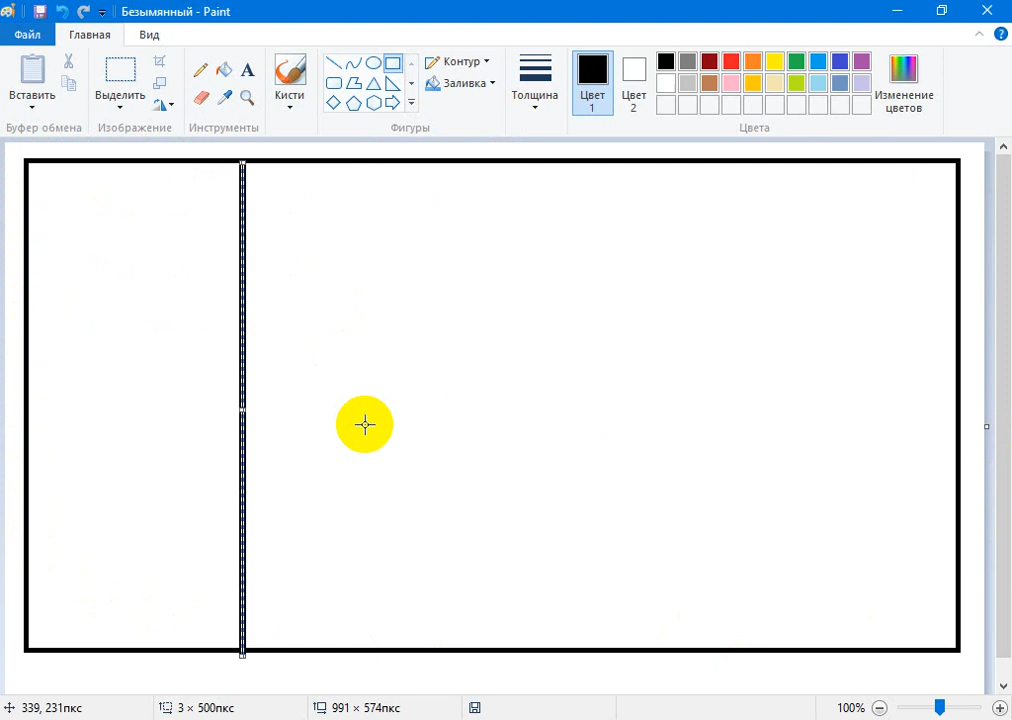 Безымянный - Paint
Файл Главная Вид
Вставить
Выделить
A
Кисти
Контур
Заливка
Толщина
Цвет 1
Цвет 2
Изменение цветов
Буфер обмена Изображение Инструменты Фигуры Цвета
339, 231пкс 3 × 500пкс 991 × 574пкс 100%